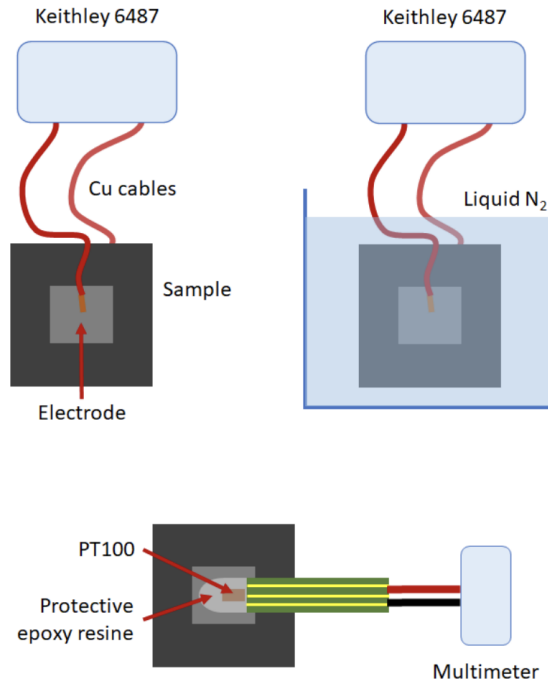 Keithley 6487
Keithley 6487
Cu cables
Liquid N₂
Sample
Electrode
PT100
Protective
epoxy resine
Multimeter